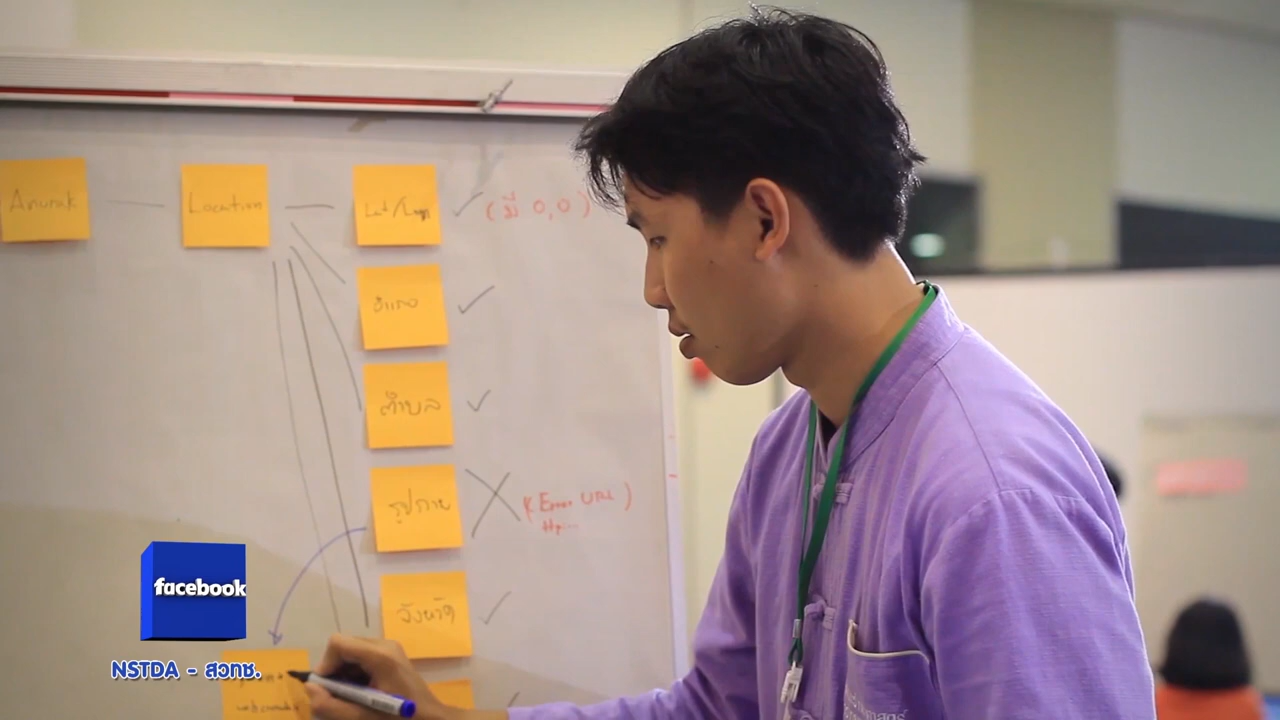 Anurak
Location
Lat/Long
(มี 0,0)
อำเภอ
ตำบล
รูปภาพ
(Error URL)
http...
จังหวัด
facebook
NSTDA - สวทช.